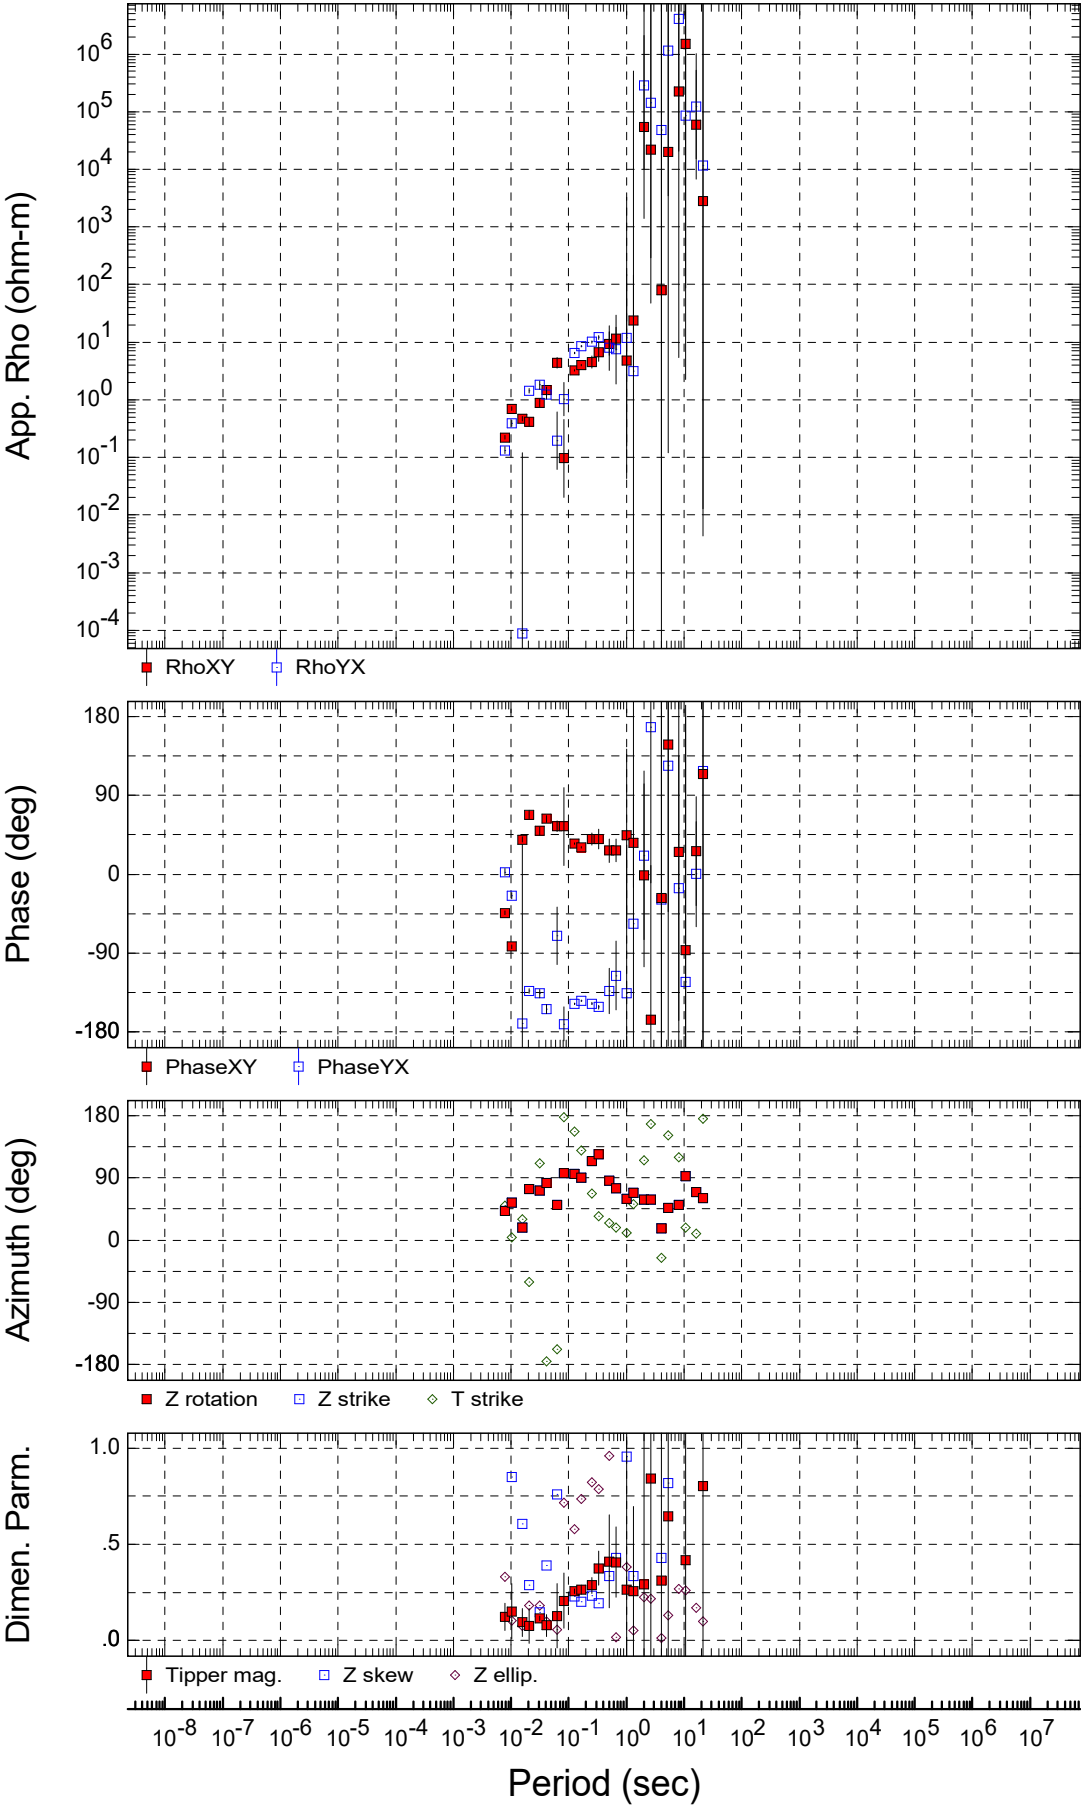 App. Rho (ohm-m)
10^6
10^5
10^4
10^3
10^2
10^1
10^0
10^-1
10^-2
10^-3
10^-4
RhoXY RhoYX
Phase (deg)
180
90
0
-90
-180
PhaseXY PhaseYX
Azimuth (deg)
180
90
0
-90
-180
Z rotation Z strike T strike
Dimen. Parm.
1.0
.5
.0
Tipper mag. Z skew Z ellip.
10^-8 10^-7 10^-6 10^-5 10^-4 10^-3 10^-2 10^-1 10^0 10^1 10^2 10^3 10^4 10^5 10^6 10^7
Period (sec)